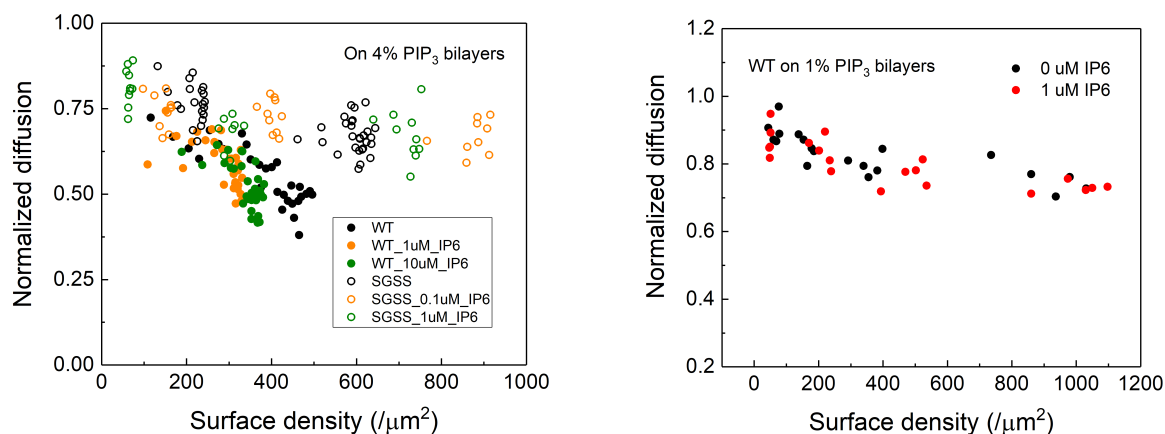 1.00
0.75
0.50
0.25
0.00
Normalized diffusion
On 4% PIP₃ bilayers
WT
WT_1uM_IP6
WT_10uM_IP6
SGSS
SGSS_0.1uM_IP6
SGSS_1uM_IP6
0 200 400 600 800 1000
Surface density (/μm²)
1.2
1.0
0.8
0.6
0.4
0.2
Normalized diffusion
WT on 1% PIP₃ bilayers
0 uM IP6
1 uM IP6
0 200 400 600 800 1000 1200
Surface density (/μm²)